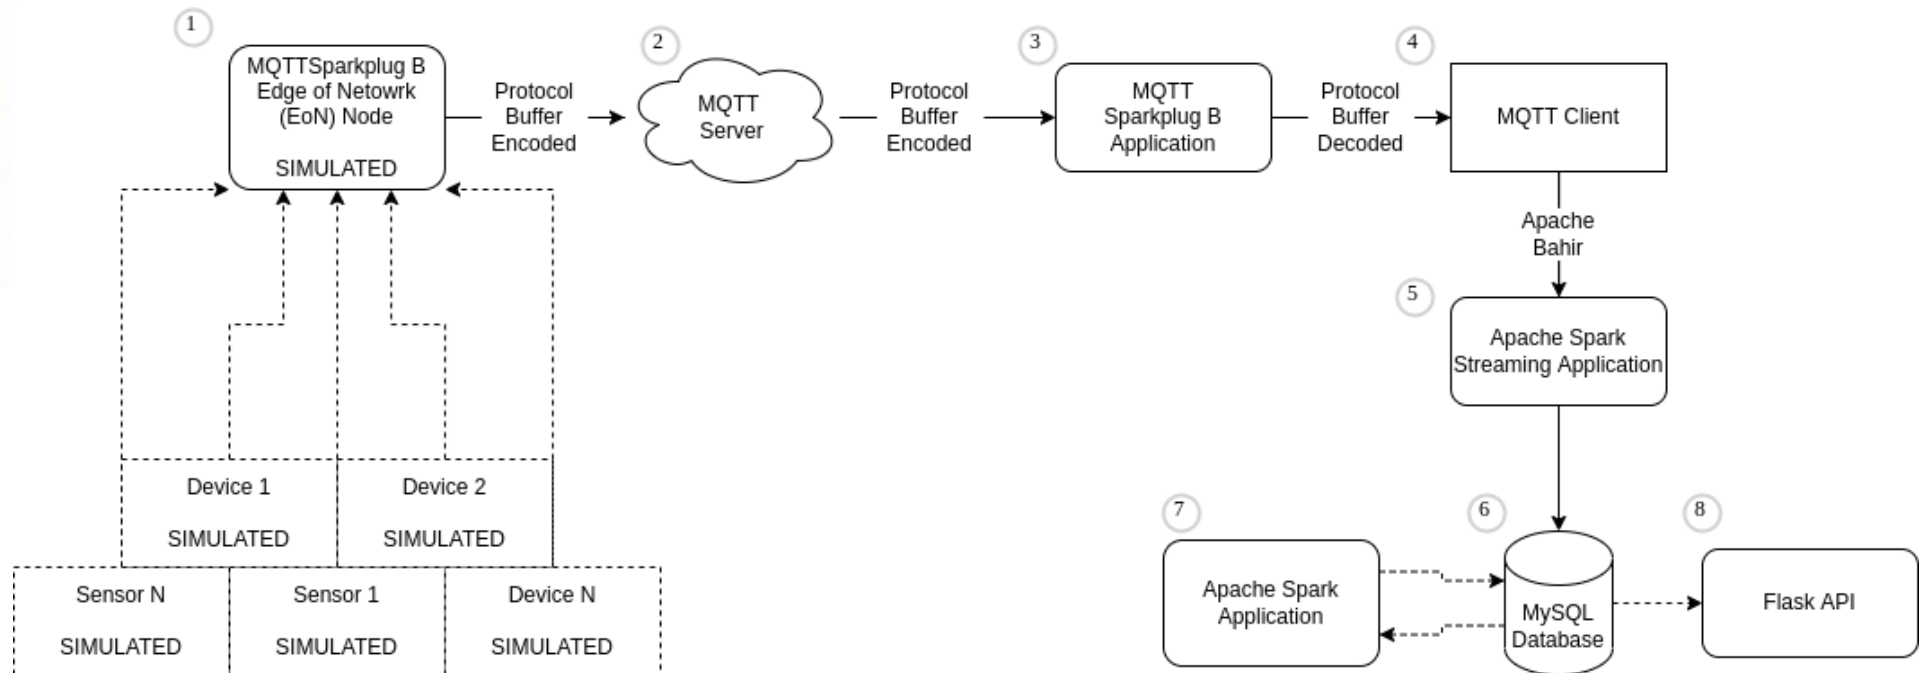 1
MQTTSparkplug B
Edge of Netowrk
(EoN) Node
SIMULATED
Protocol
Buffer
Encoded
2
MQTT
Server
Protocol
Buffer
Encoded
3
MQTT
Sparkplug B
Application
Protocol
Buffer
Decoded
4
MQTT Client
Apache
Bahir
5
Apache Spark
Streaming Application
Device 1
SIMULATED
Device 2
SIMULATED
Sensor N
SIMULATED
Sensor 1
SIMULATED
Device N
SIMULATED
7
Apache Spark
Application
6
MySQL
Database
8
Flask API